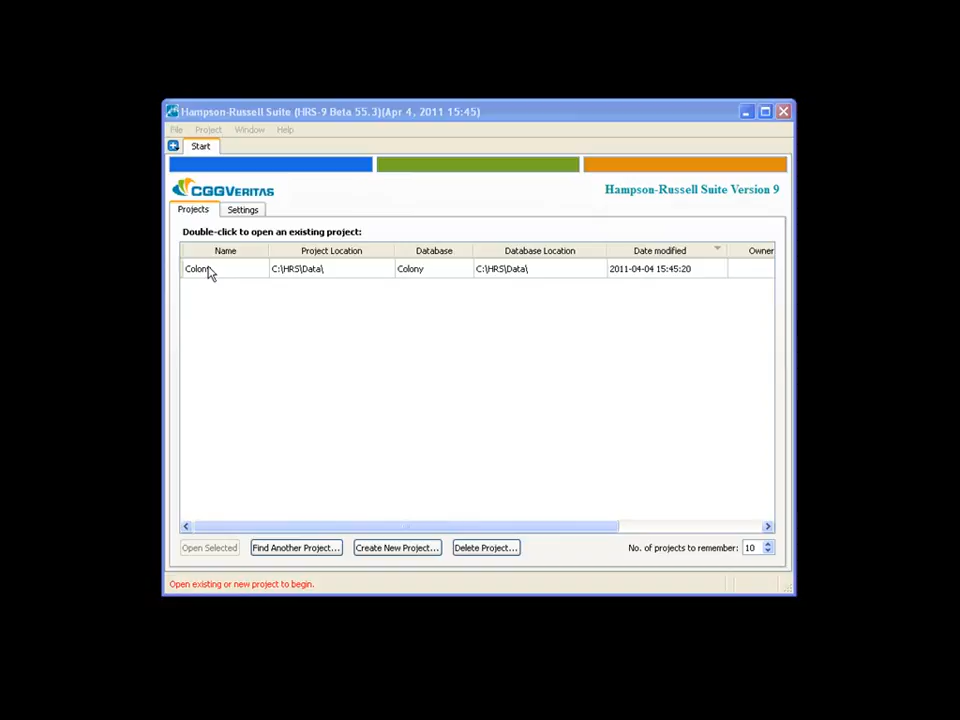 Hampson-Russell Suite (HRS-9 Beta 55.3)(Apr 4, 2011 15:45)
File Project Window Help
Start
CGGVERITAS
Hampson-Russell Suite Version 9
Projects Settings
Double-click to open an existing project:
Name Project Location Database Database Location Date modified Owner
Colony C:\HRS\Data\ Colony C:\HRS\Data\ 2011-04-04 15:45:20
Open Selected Find Another Project... Create New Project... Delete Project... No. of projects to remember: 10
Open existing or new project to begin.